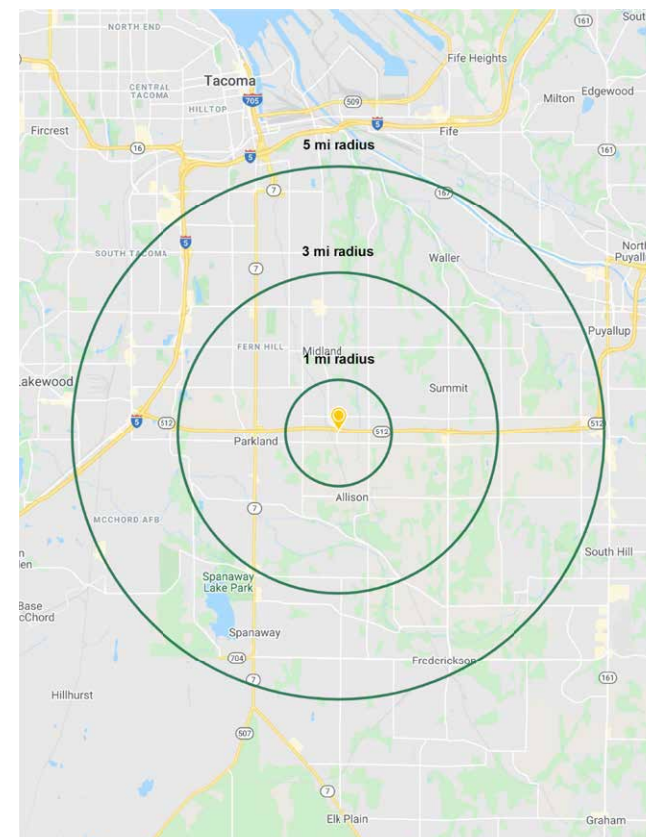 161
South
NORTH END
Fife Heights
Tacoma
CENTRAL
TACOMA
Edgewood
Milton
705
HILLTOP
509
5
Fircrest
Fife
16
5
5 mi radius
161
7
167
5
SOUTH TACOMA
3 mi radius
North
Puyallup
Waller
7
Puyallup
FERN HILL
Midland
1 mi radius
Lakewood
Summit
5
512
512
512
Parkland
Allison
7
MCCHORD AFB
South Hill
Spanaway
Lake Park
Base
Spanaway
704
Frederickson
7
161
Hillhurst
507
7
Elk Plain
Graham